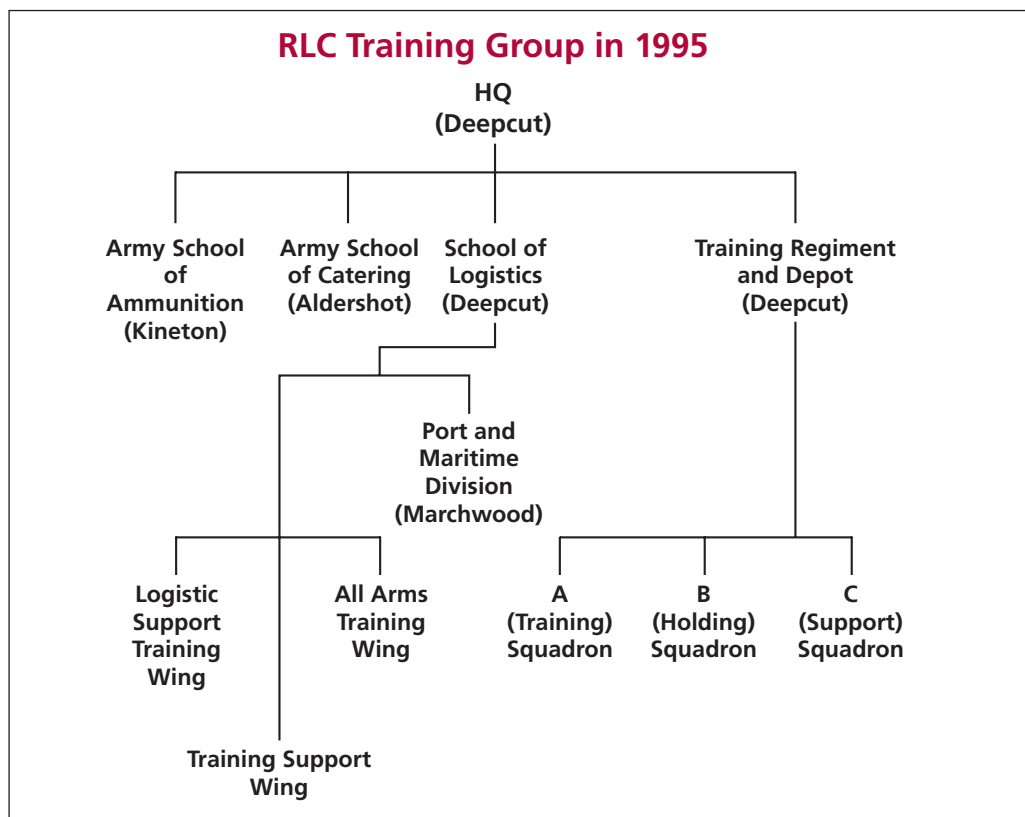 RLC Training Group in 1995
HQ
(Deepcut)
Army School
of
Ammunition
(Kineton)
Army School
of Catering
(Aldershot)
School of
Logistics
(Deepcut)
Training Regiment
and Depot
(Deepcut)
Port and
Maritime
Division
(Marchwood)
Logistic
Support
Training
Wing
All Arms
Training
Wing
A
(Training)
Squadron
B
(Holding)
Squadron
C
(Support)
Squadron
Training Support
Wing